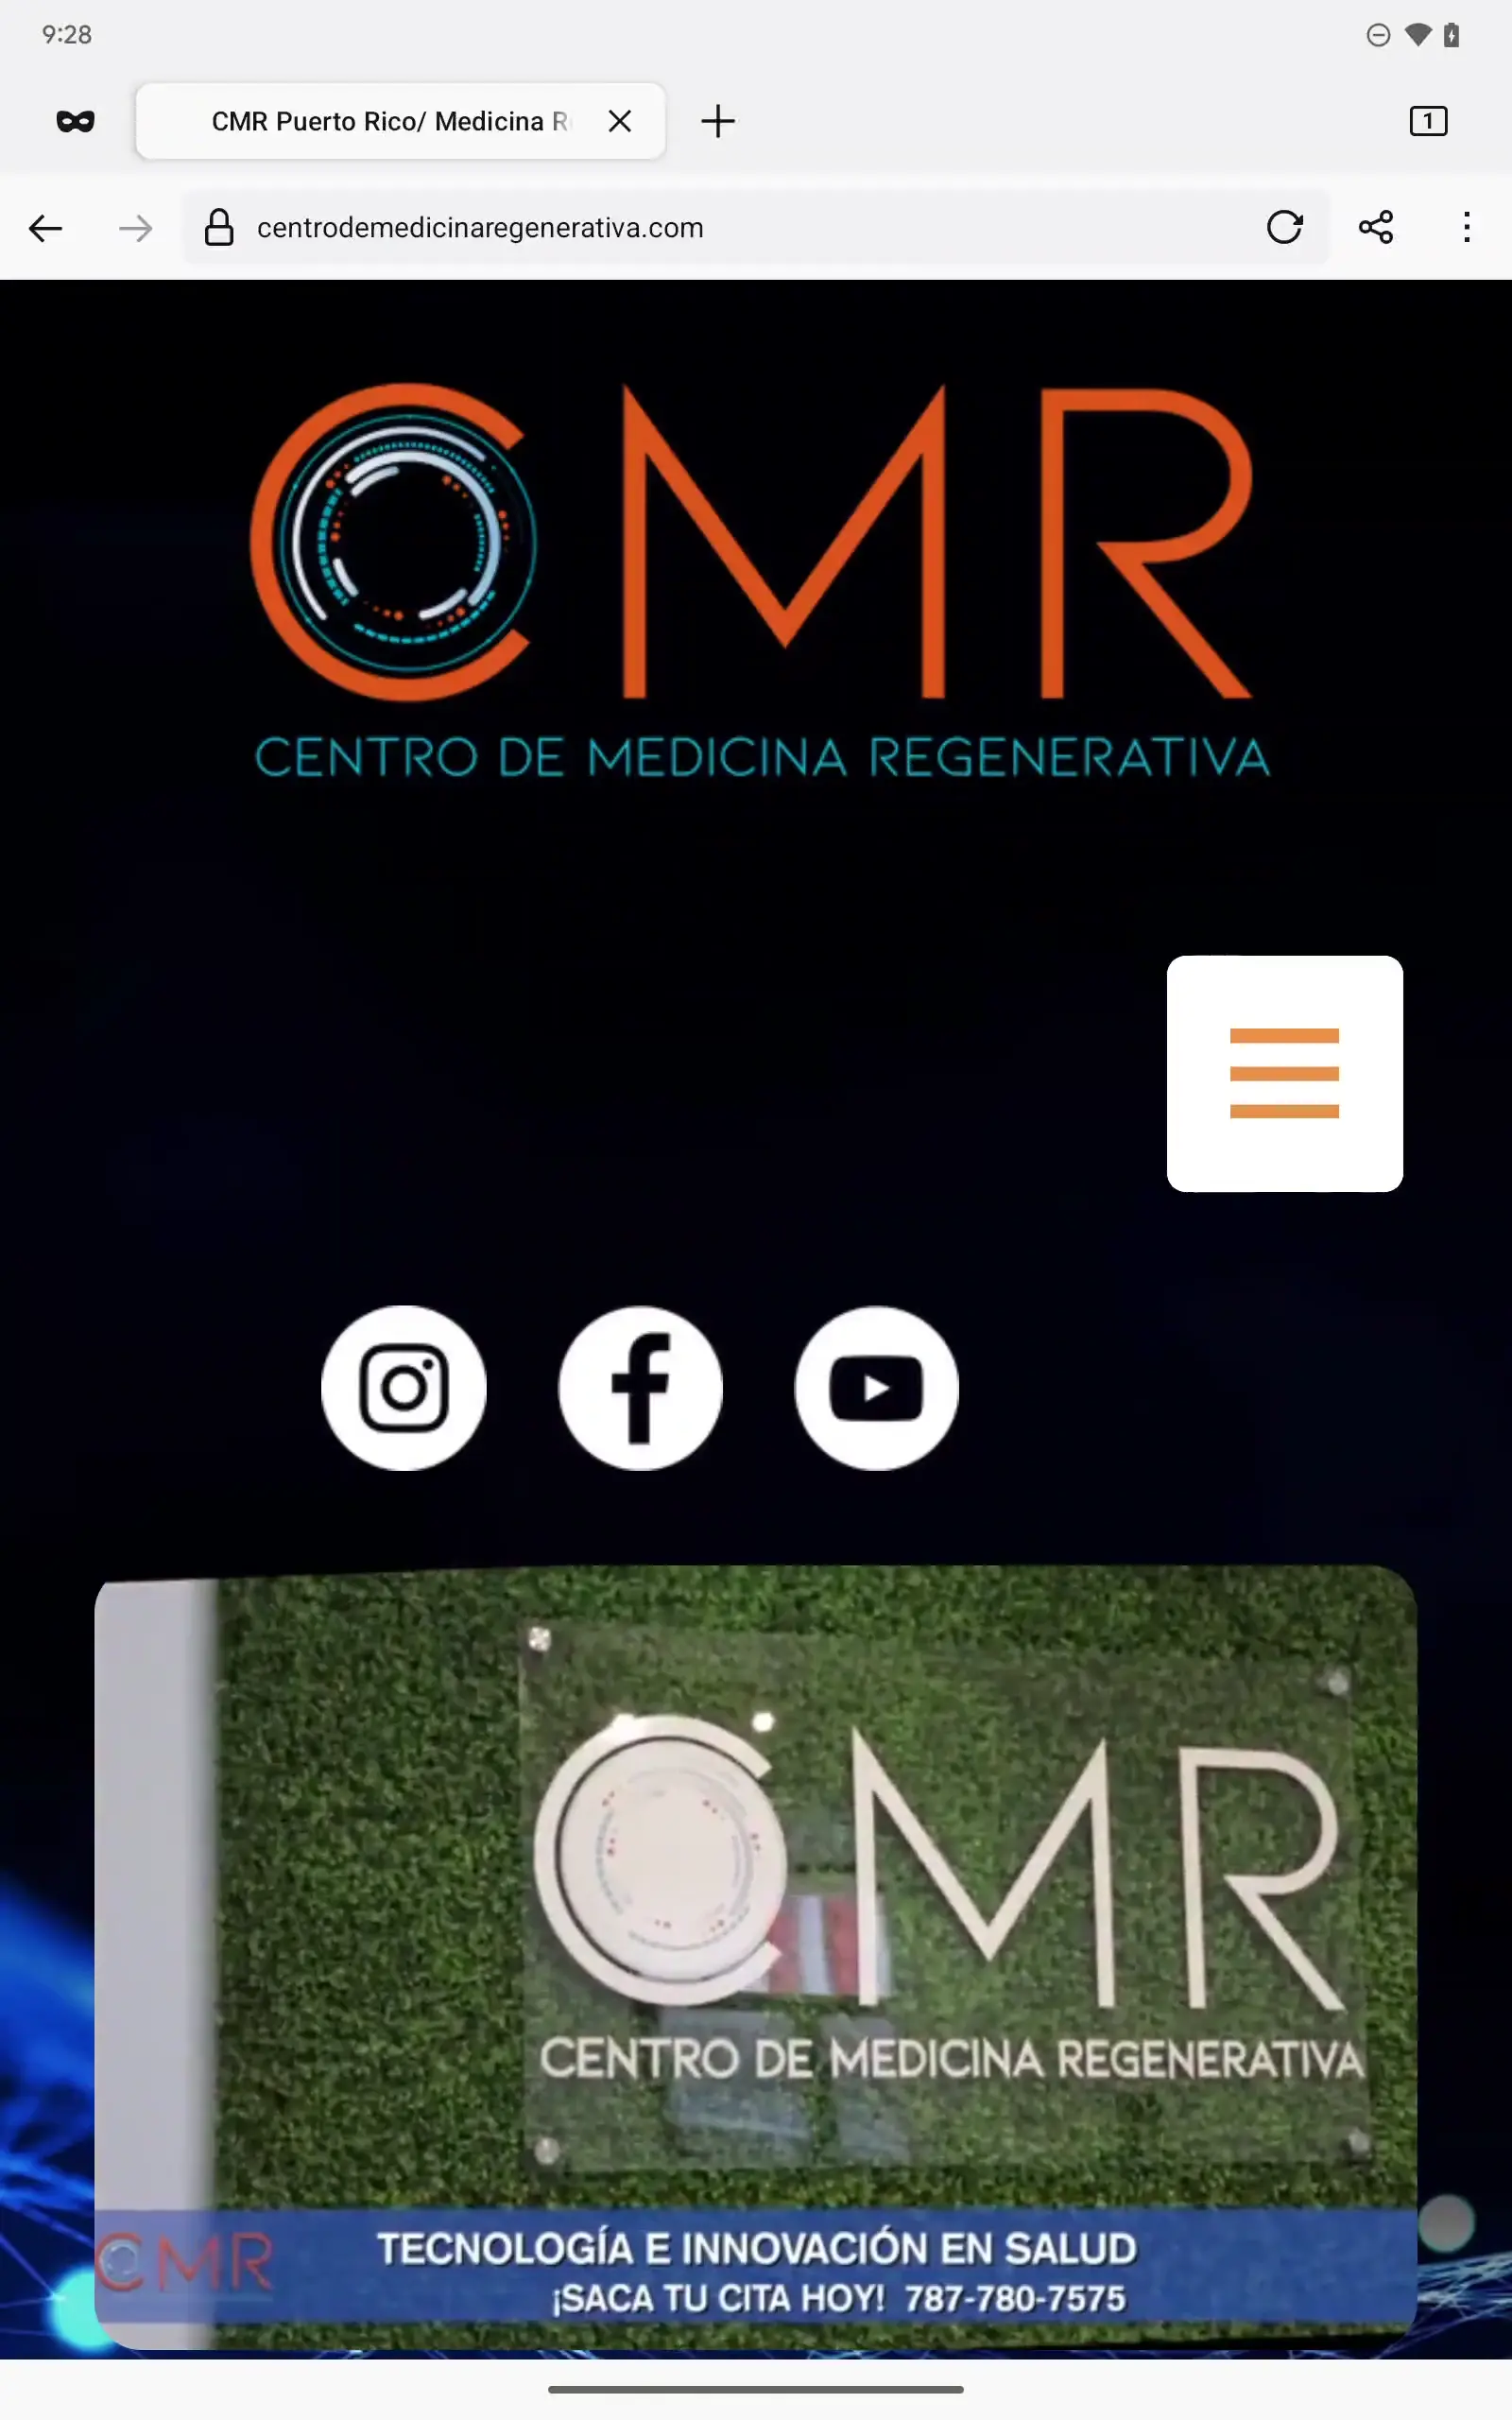 9:28
CMR Puerto Rico/ Medicina R
1
centrodemedicinaregenerativa.com
CMR
CENTRO DE MEDICINA REGENERATIVA
CMR
CENTRO DE MEDICINA REGENERATIVA
CMR
TECNOLOGÍA E INNOVACIÓN EN SALUD
¡SACA TU CITA HOY! 787-780-7575